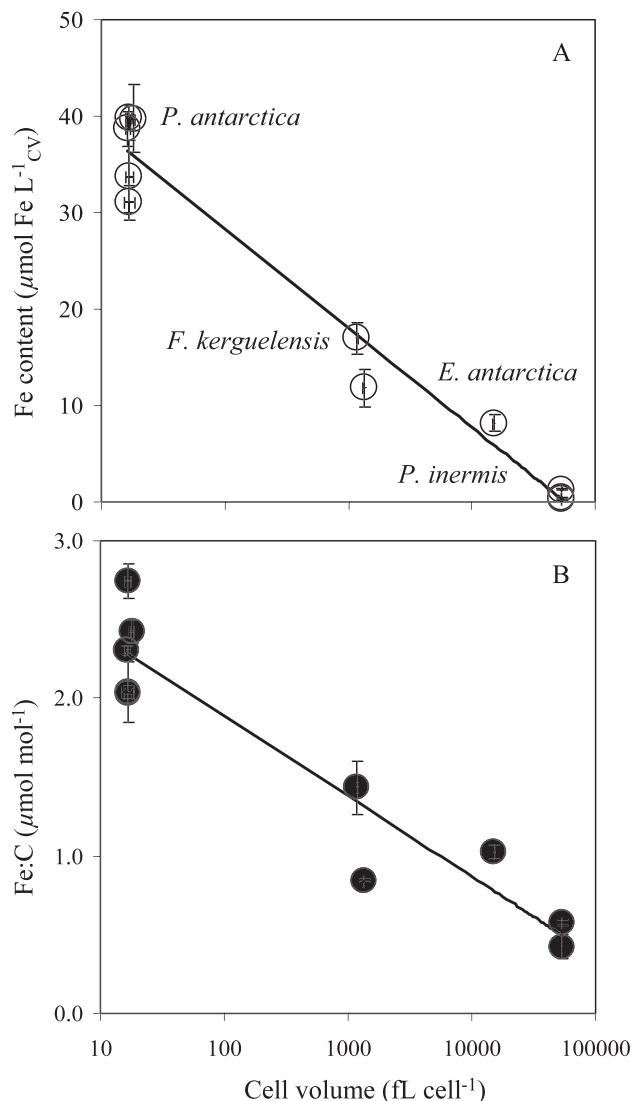 50
A
P. antarctica
40
30
Fe content (µmol Fe L⁻¹CV)
F. kerguelensis
20
E. antarctica
10
P. inermis
0
3.0
B
2.0
Fe:C (µmol mol⁻¹)
1.0
0.0
10 100 1000 10000 100000
Cell volume (fL cell⁻¹)